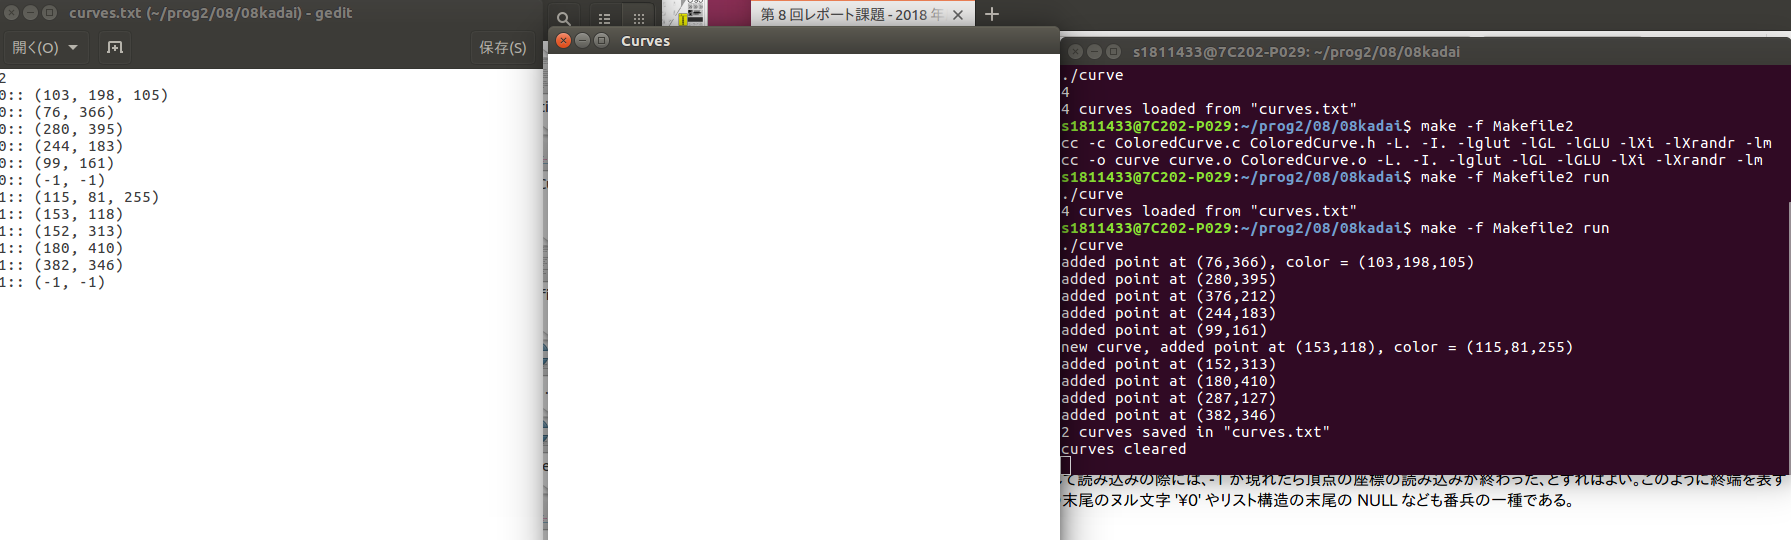 curves.txt (~/prog2/08/08kadai) - gedit
開く(O)
保存(S)
2
0:: (103, 198, 105)
0:: (76, 366)
0:: (280, 395)
0:: (244, 183)
0:: (99, 161)
0:: (-1, -1)
1:: (115, 81, 255)
1:: (153, 118)
1:: (152, 313)
1:: (180, 410)
1:: (382, 346)
1:: (-1, -1)
第 8 回レポート課題 - 2018 年
Curves
s1811433@7C202-P029: ~/prog2/08/08kadai
./curve
4
4 curves loaded from "curves.txt"
s1811433@7C202-P029:~/prog2/08/08kadai$ make -f Makefile2
cc -c ColoredCurve.c ColoredCurve.h -L. -I. -lglut -lGL -lGLU -lXi -lXrandr -lm
cc -o curve curve.o ColoredCurve.o -L. -I. -lglut -lGL -lGLU -lXi -lXrandr -lm
s1811433@7C202-P029:~/prog2/08/08kadai$ make -f Makefile2 run
./curve
4 curves loaded from "curves.txt"
s1811433@7C202-P029:~/prog2/08/08kadai$ make -f Makefile2 run
./curve
added point at (76,366), color = (103,198,105)
added point at (280,395)
added point at (376,212)
added point at (244,183)
added point at (99,161)
new curve, added point at (153,118), color = (115,81,255)
added point at (152,313)
added point at (180,410)
added point at (287,127)
added point at (382,346)
2 curves saved in "curves.txt"
curves cleared
て読み込みの際には、-1 が現れたら頂点の座標の読み込みが終わった、とすればよい。このように終端を表す
末尾のヌル文字 '¥0' やリスト構造の末尾の NULL なども番兵の一種である。